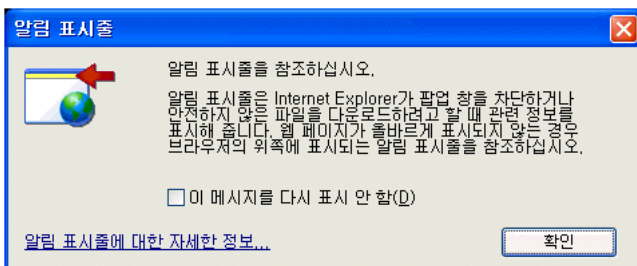 알림 표시줄
알림 표시줄을 참조하십시오.
알림 표시줄은 Internet Explorer가 팝업 창을 차단하거나
안전하지 않은 파일을 다운로드하려고 할 때 관련 정보를
표시해 줍니다. 웹 페이지가 올바르게 표시되지 않는 경우
브라우저의 위쪽에 표시되는 알림 표시줄을 참조하십시오.
이 메시지를 다시 표시 안 함(D)
알림 표시줄에 대한 자세한 정보...
확인